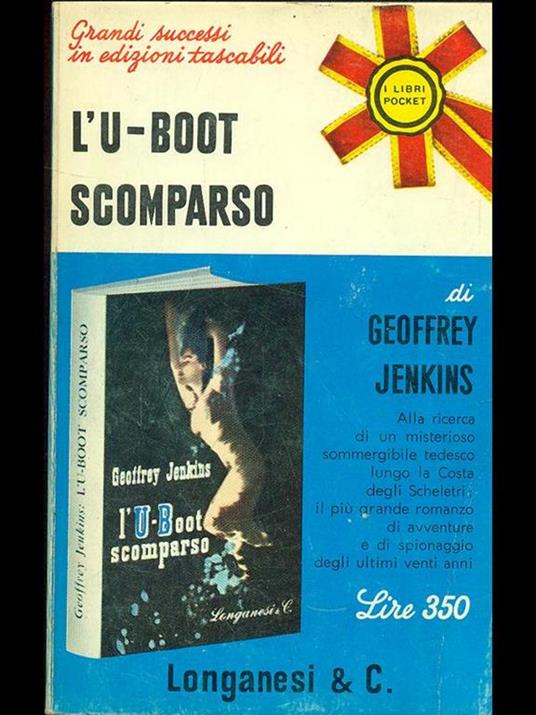 Grandi successi
in edizioni tascabili
I LIBRI
POCKET
L'U-BOOT
SCOMPARSO
di
GEOFFREY
JENKINS
Alla ricerca
di un misterioso
sommergibile tedesco
lungo la Costa
degli Scheletri:
il più grande romanzo
di avventure
e di spionaggio
degli ultimi venti anni
Lire 350
Geoffrey Jenkins: L'U-BOOT SCOMPARSO
Geoffrey Jenkins
l'U-Boot
scomparso
Longanesi & C.
Longanesi & C.